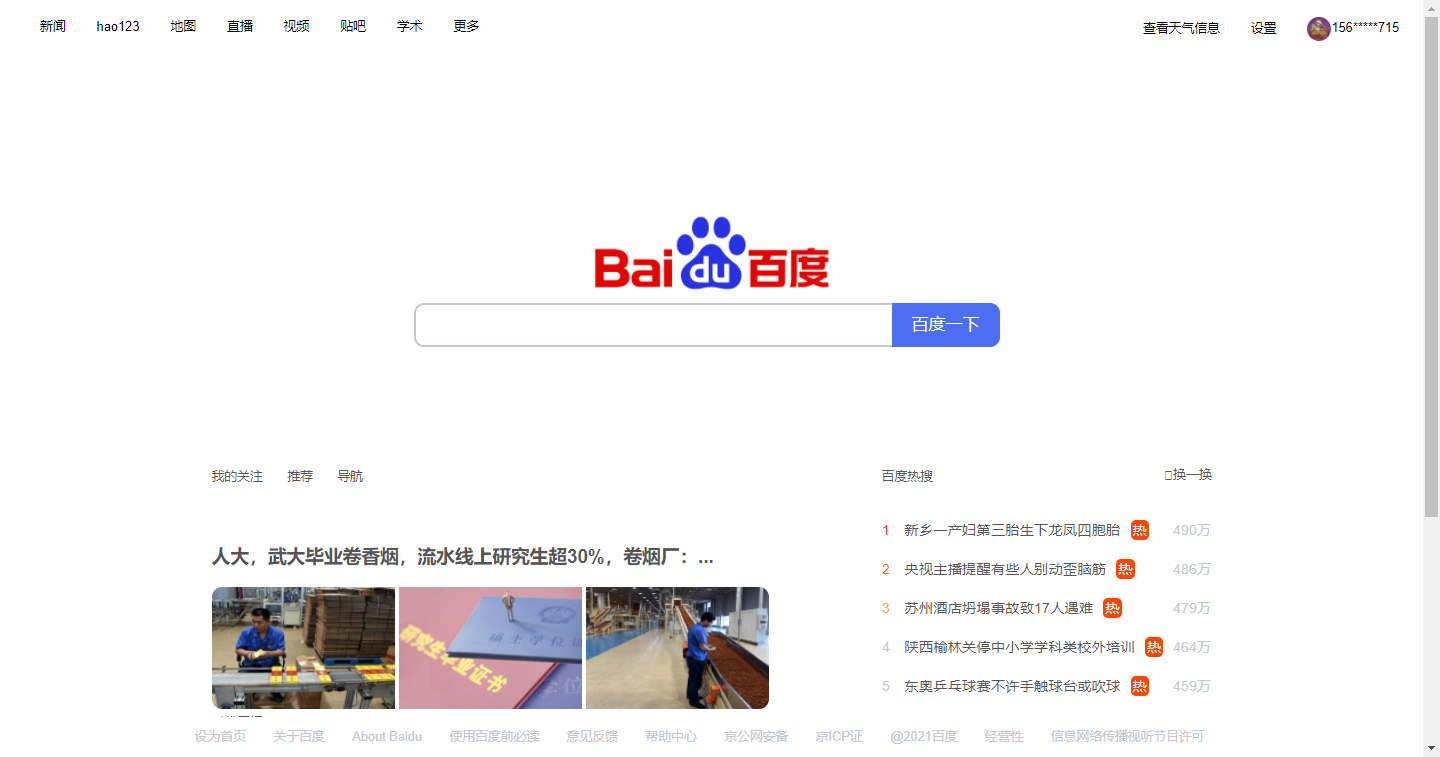 新闻 hao123 地图 直播 视频 贴吧 学术 更多 查看天气信息 设置 156*****715
Baidu百度
百度一下
我的关注 推荐 导航
人大，武大毕业卷香烟，流水线上研究生超30%，卷烟厂：...
硕士学位证
研究生毕业证书
学位
百度热搜 换一换
1 新乡一产妇第三胎生下龙凤四胞胎 热 490万
2 央视主播提醒有些人别动歪脑筋 热 486万
3 苏州酒店坍塌事故致17人遇难 热 479万
4 陕西榆林关停中小学学科类校外培训 热 464万
5 东奥乒乓球赛不许手触球台或吹球 热 459万
设为首页 关于百度 About Baidu 使用百度前必读 意见反馈 帮助中心 京公网安备 京ICP证 @2021百度 经营性 信息网络传播视听节目许可